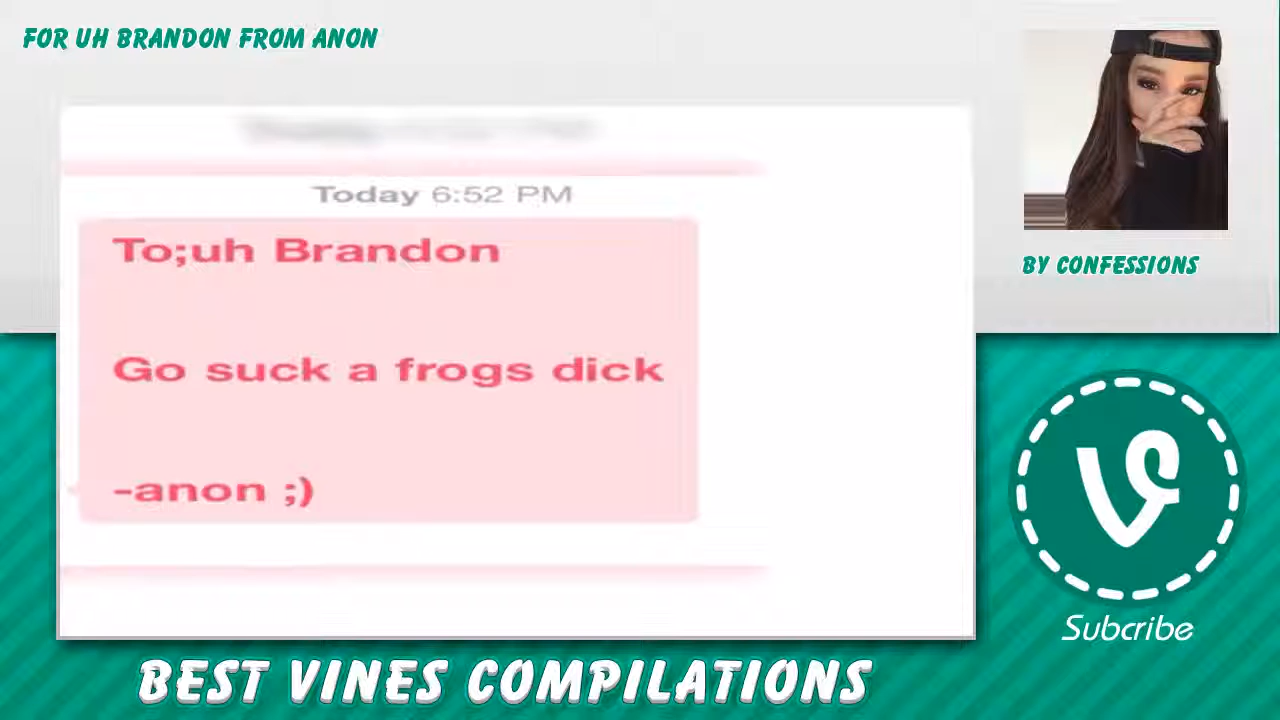 FOR UH BRANDON FROM ANON
Today 6:52 PM
To;uh Brandon
Go suck a frogs dick
-anon ;)
BY CONFESSIONS
Subcribe
BEST VINES COMPILATIONS